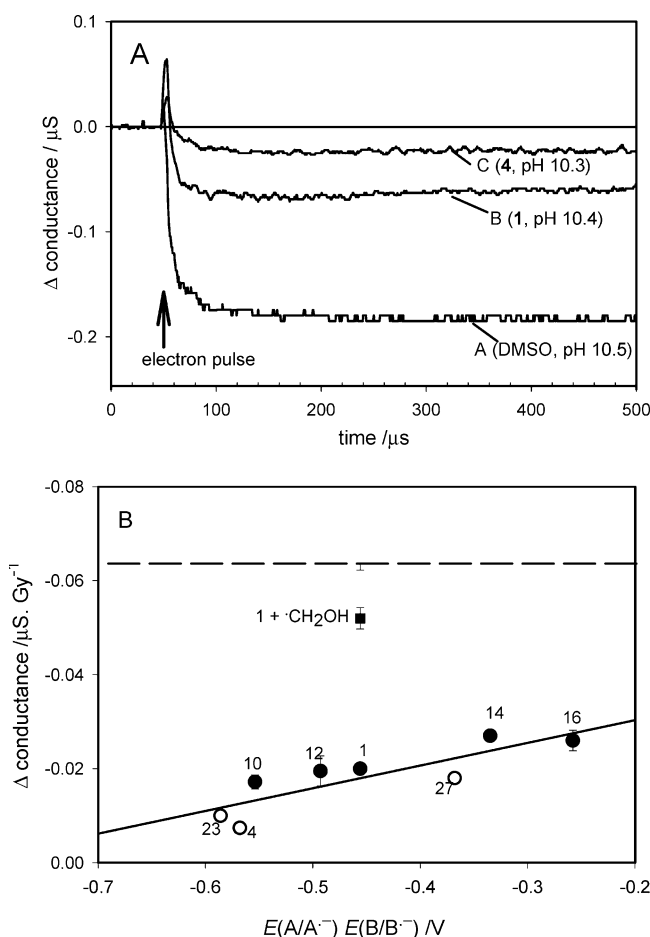 A
0.1
0.0
-0.1
-0.2
Δ conductance / μS
C (4, pH 10.3)
B (1, pH 10.4)
A (DMSO, pH 10.5)
electron pulse
0 100 200 300 400 500
time /μs
B
-0.08
-0.06
-0.04
-0.02
0.00
Δ conductance /μS. Gy⁻¹
1 + ·CH₂OH
10
12
1
14
16
23
4
27
-0.7 -0.6 -0.5 -0.4 -0.3 -0.2
E(A/A·⁻) E(B/B·⁻) /V